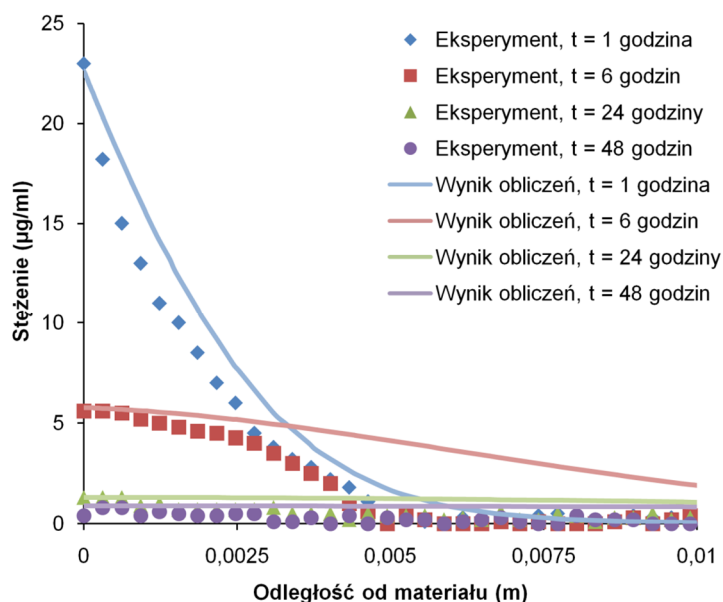 25
20
15
10
5
0
Stężenie (µg/ml)
Eksperyment, t = 1 godzina
Eksperyment, t = 6 godzin
Eksperyment, t = 24 godziny
Eksperyment, t = 48 godzin
Wynik obliczeń, t = 1 godzina
Wynik obliczeń, t = 6 godzin
Wynik obliczeń, t = 24 godziny
Wynik obliczeń, t = 48 godzin
0 0,0025 0,005 0,0075 0,01
Odległość od materiału (m)